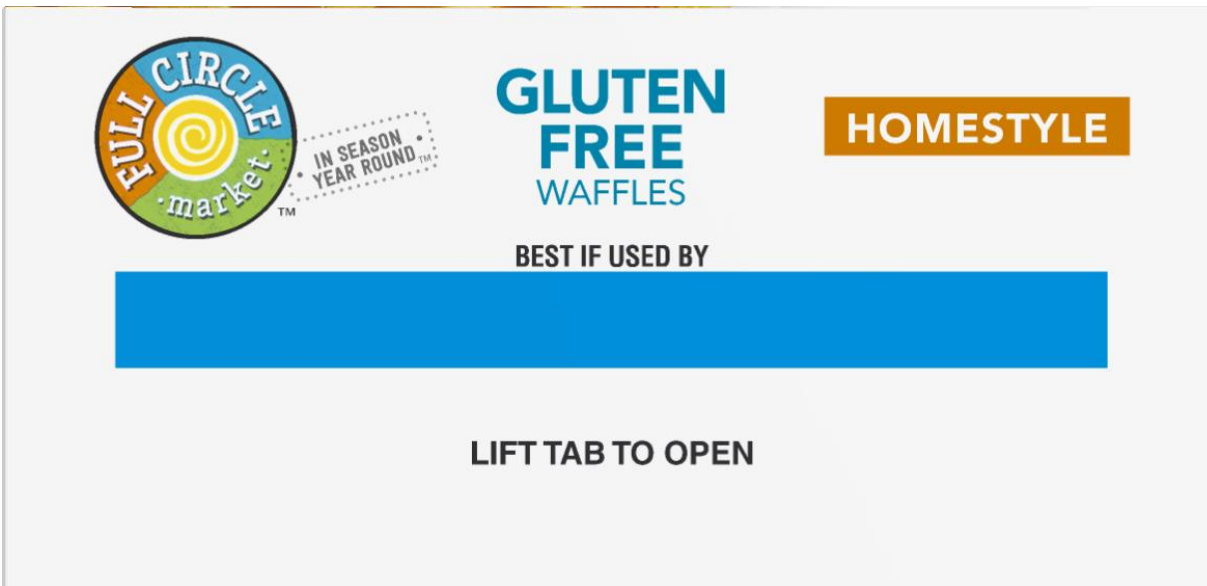 FULL CIRCLE
·market·
TM
IN SEASON
YEAR ROUND TM
GLUTEN
FREE
WAFFLES
HOMESTYLE
BEST IF USED BY
LIFT TAB TO OPEN